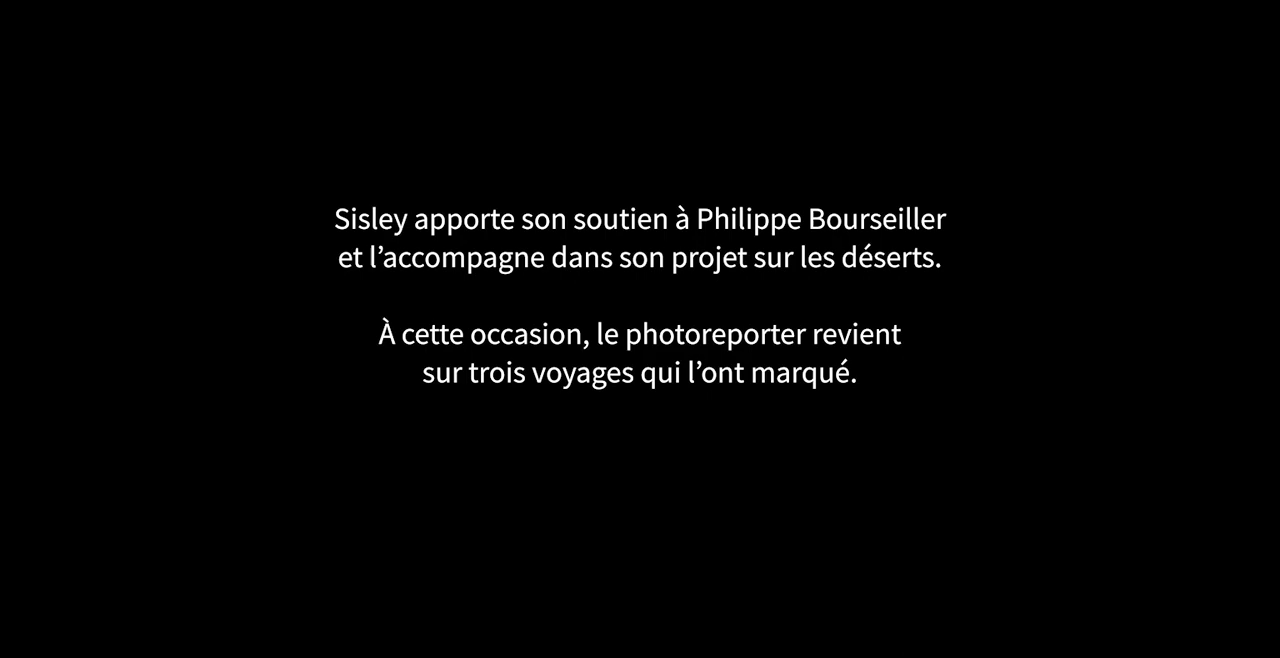 Sisley apporte son soutien à Philippe Bourseiller
et l’accompagne dans son projet sur les déserts.
À cette occasion, le photoreporter revient
sur trois voyages qui l’ont marqué.